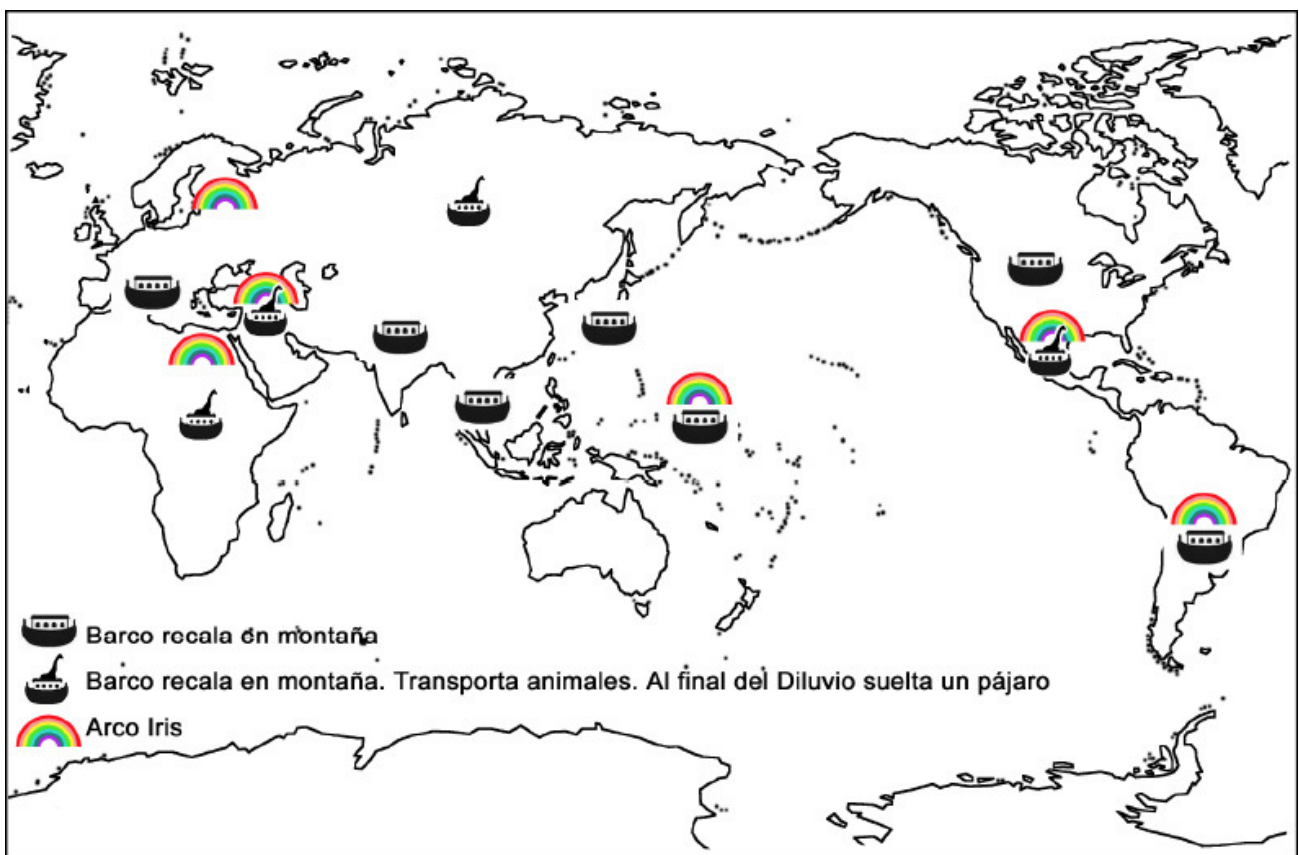 Barco recala en montaña
Barco recala en montaña. Transporta animales. Al final del Diluvio suelta un pájaro
Arco Iris